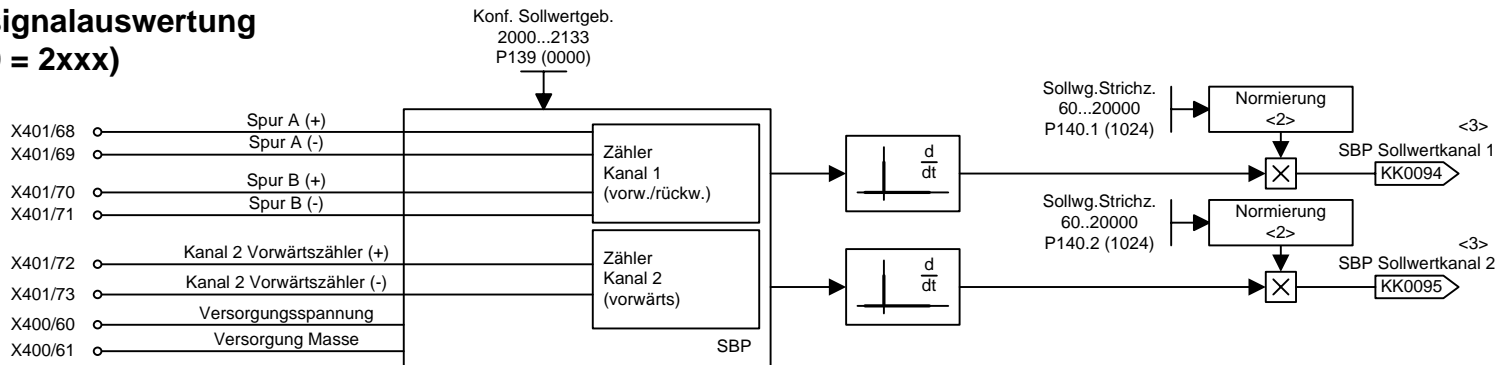 signalauswertung
= 2xxx)
Konf. Sollwertgeb.
2000...2133
P139 (0000)
X401/68
Spur A (+)
X401/69
Spur A (-)
X401/70
Spur B (+)
X401/71
Spur B (-)
X401/72
Kanal 2 Vorwärtszähler (+)
X401/73
Kanal 2 Vorwärtszähler (-)
X400/60
Versorgungsspannung
X400/61
Versorgung Masse
Zähler
Kanal 1
(vorw./rückw.)
Zähler
Kanal 2
(vorwärts)
SBP
d
dt
d
dt
Sollwg.Strichz.
60...20000
P140.1 (1024)
Normierung
<2>
<3>
SBP Sollwertkanal 1
KK0094
Sollwg.Strichz.
60..20000
P140.2 (1024)
Normierung
<2>
<3>
SBP Sollwertkanal 2
KK0095